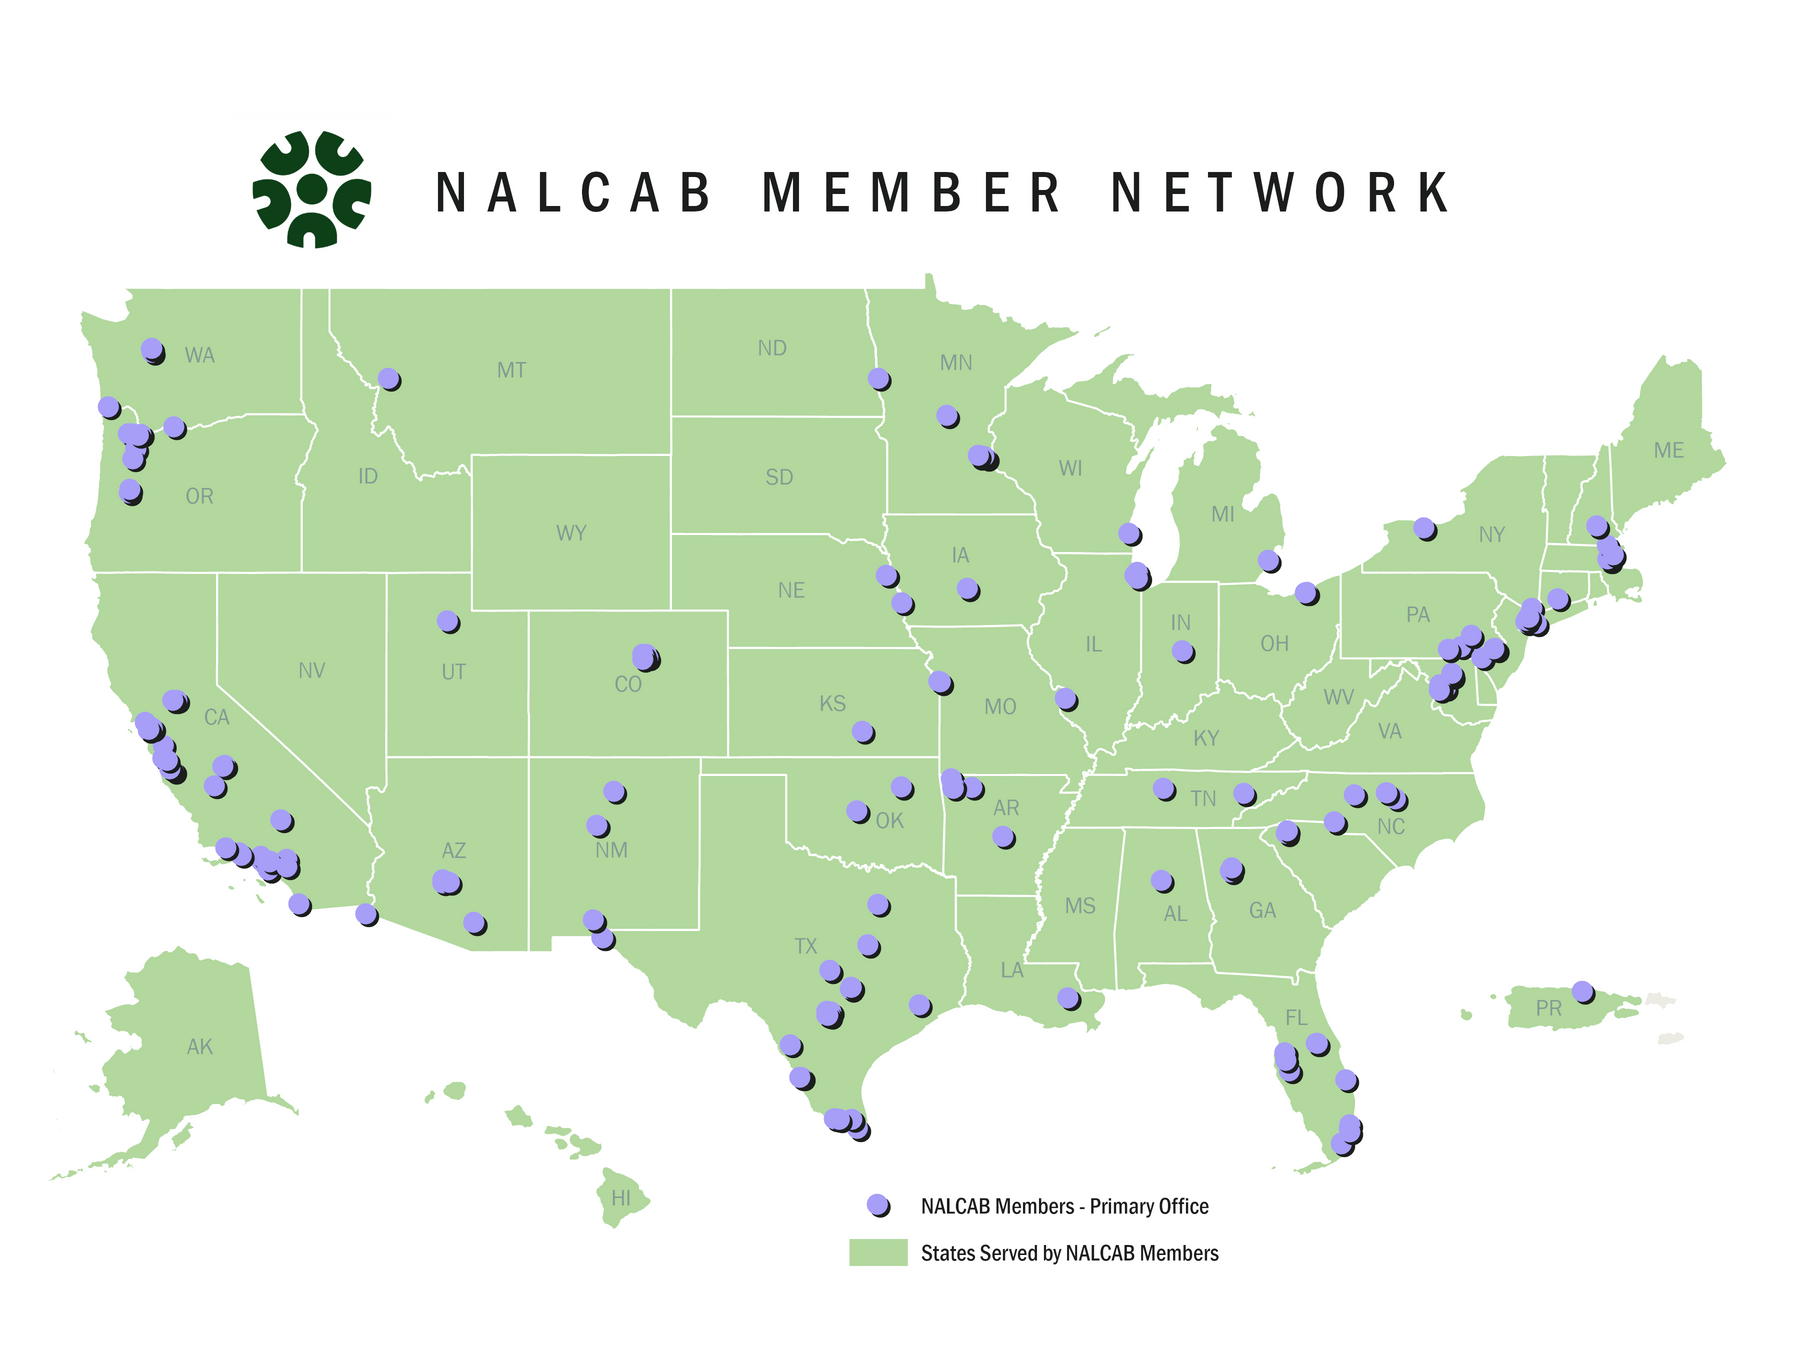 NALCAB MEMBER NETWORK
WA
MT
ND
MN
ME
ID
OR
SD
WI
MI
NY
WY
IA
NE
PA
IL
IN
OH
NV
UT
CO
KS
MO
WV
CA
KY
VA
AZ
NM
OK
AR
TN
NC
TX
MS
AL
GA
LA
FL
PR
AK
HI
NALCAB Members - Primary Office
States Served by NALCAB Members